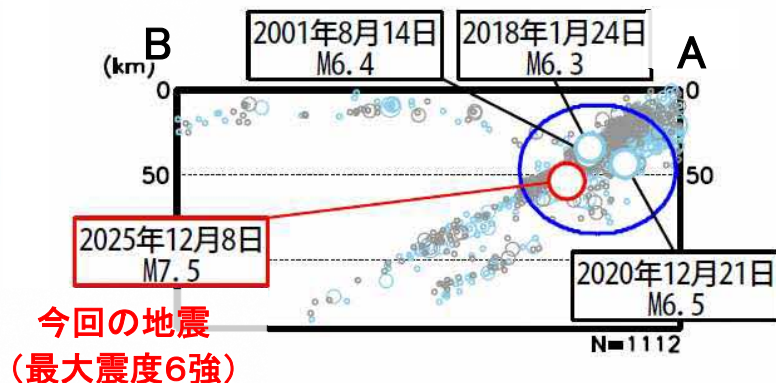 B
A
2001年8月14日
M6.4
2018年1月24日
M6.3
(km)
0
0
50
50
2025年12月8日
M7.5
2020年12月21日
M6.5
N=1112
今回の地震
(最大震度6強)